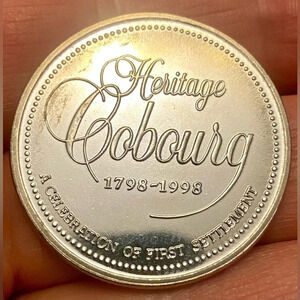 Heritage
Cobourg
1798-1998
A CELEBRATION OF FIRST SETTLEMENT